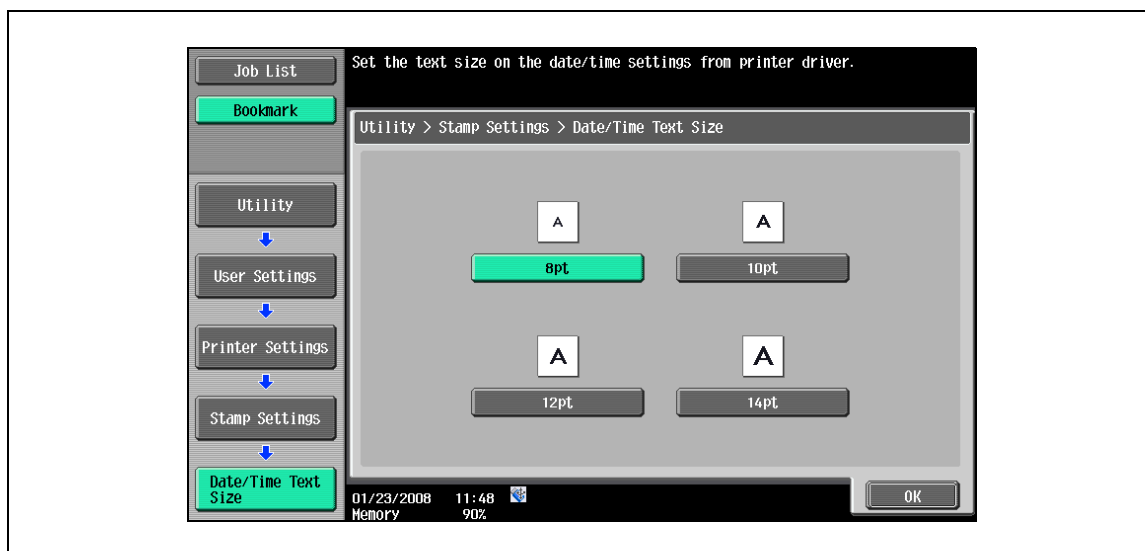 Job List
Bookmark
Set the text size on the date/time settings from printer driver.
Utility > Stamp Settings > Date/Time Text Size
Utility
User Settings
Printer Settings
Stamp Settings
Date/Time Text
Size
A
A
8pt
10pt
A
A
12pt
14pt
01/23/2008 11:48
Memory 90%
OK